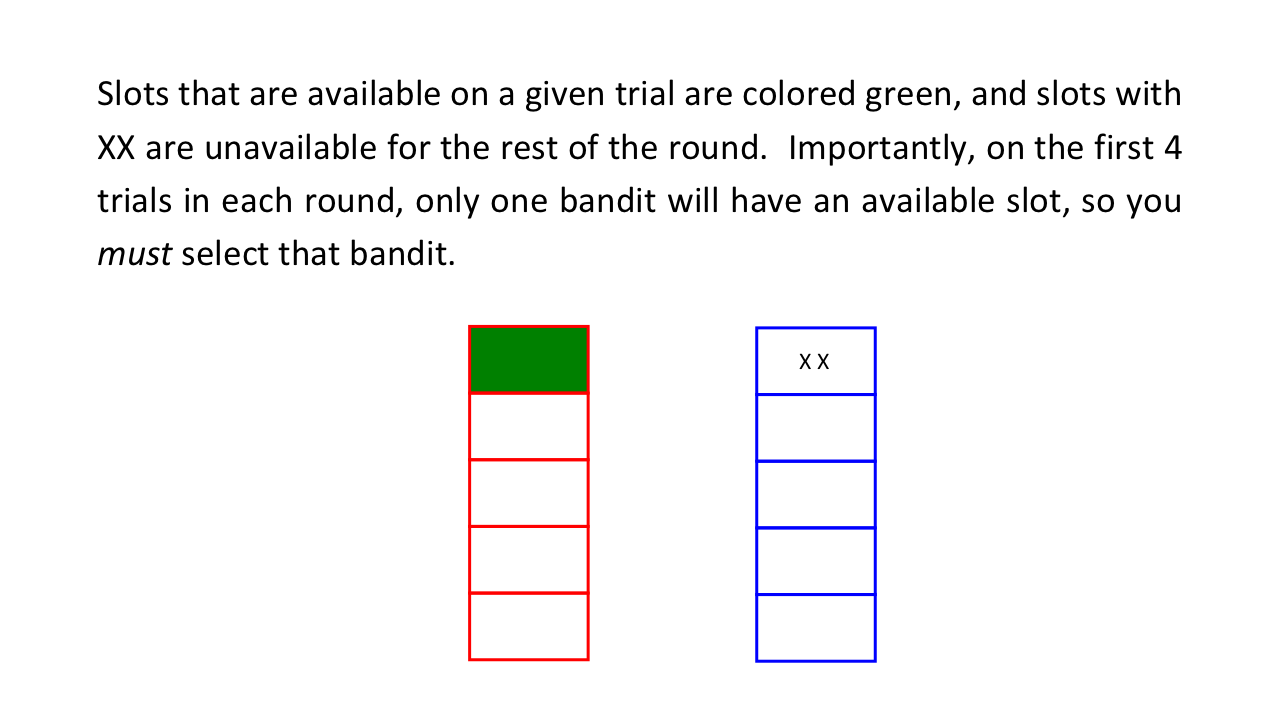 Slots that are available on a given trial are colored green, and slots with
XX are unavailable for the rest of the round.  Importantly, on the first 4
trials in each round, only one bandit will have an available slot, so you
must select that bandit.
X X